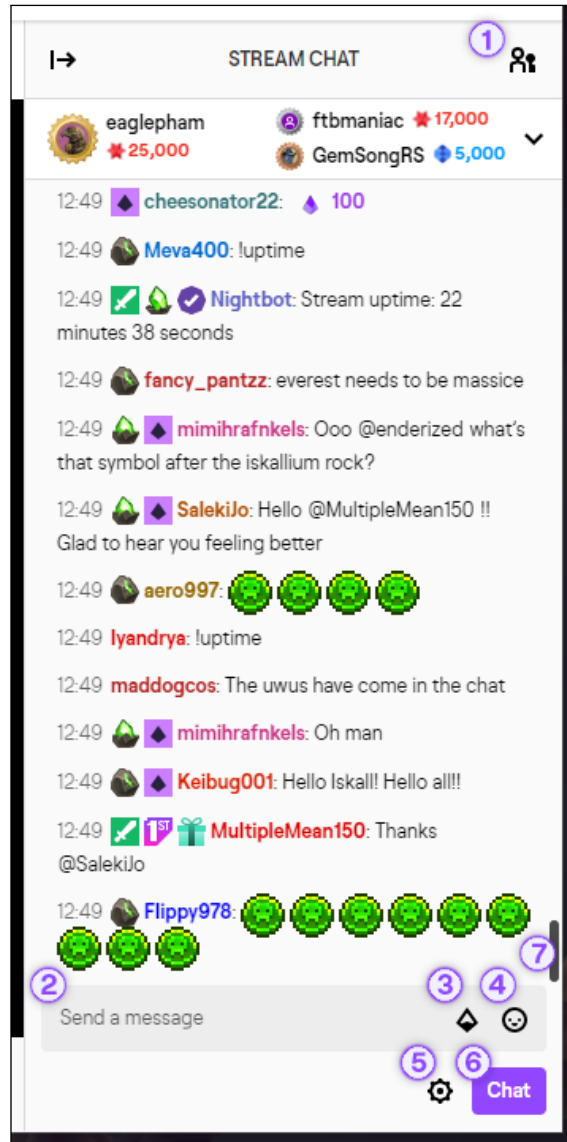 STREAM CHAT
1
eaglepham
25,000
ftbmaniac 17,000
GemSongRS 5,000
12:49 cheesonator22: 100
12:49 Meva400: !uptime
12:49 Nightbot: Stream uptime: 22
minutes 38 seconds
12:49 fancy_pantzz: everest needs to be massice
12:49 mimihrafnkels: Ooo @enderized what's
that symbol after the iskallium rock?
12:49 SalekiJo: Hello @MultipleMean150 !!
Glad to hear you feeling better
12:49 aero997:
12:49 lyandrya: !uptime
12:49 maddogcos: The uwus have come in the chat
12:49 mimihrafnkels: Oh man
12:49 Keibug001: Hello Iskall! Hello all!!
12:49 1ST MultipleMean150: Thanks
@SalekiJo
12:49 Flippy978:
7
2
3
4
Send a message
5
6
Chat